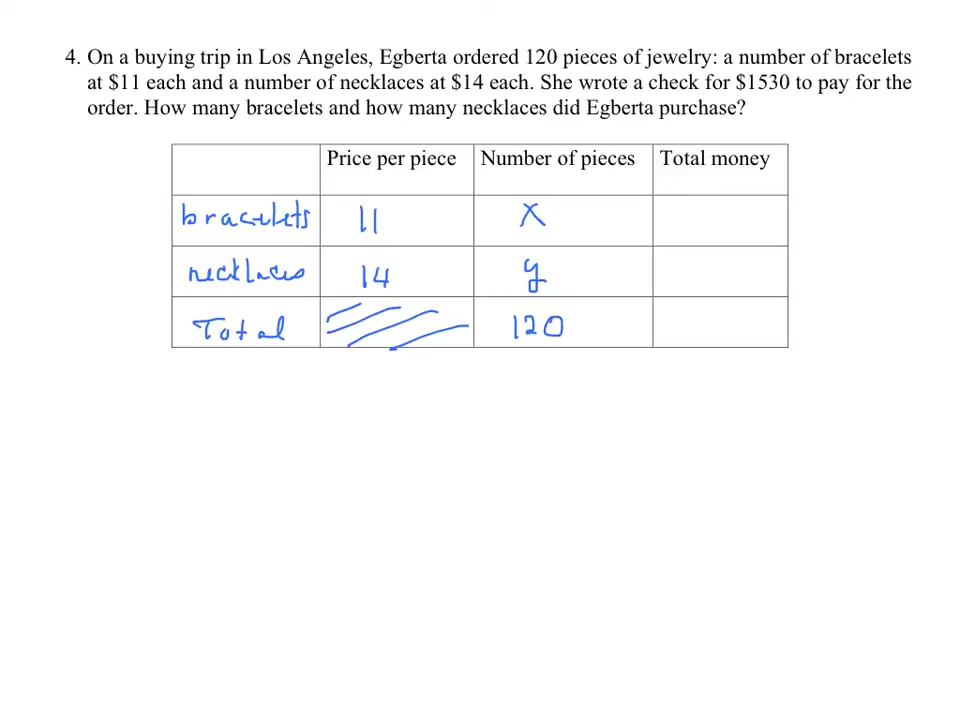 4. On a buying trip in Los Angeles, Egberta ordered 120 pieces of jewelry: a number of bracelets
at $11 each and a number of necklaces at $14 each. She wrote a check for $1530 to pay for the
order. How many bracelets and how many necklaces did Egberta purchase?
Price per piece Number of pieces Total money
bracelets 11 x
necklaces 14 y
Total 120